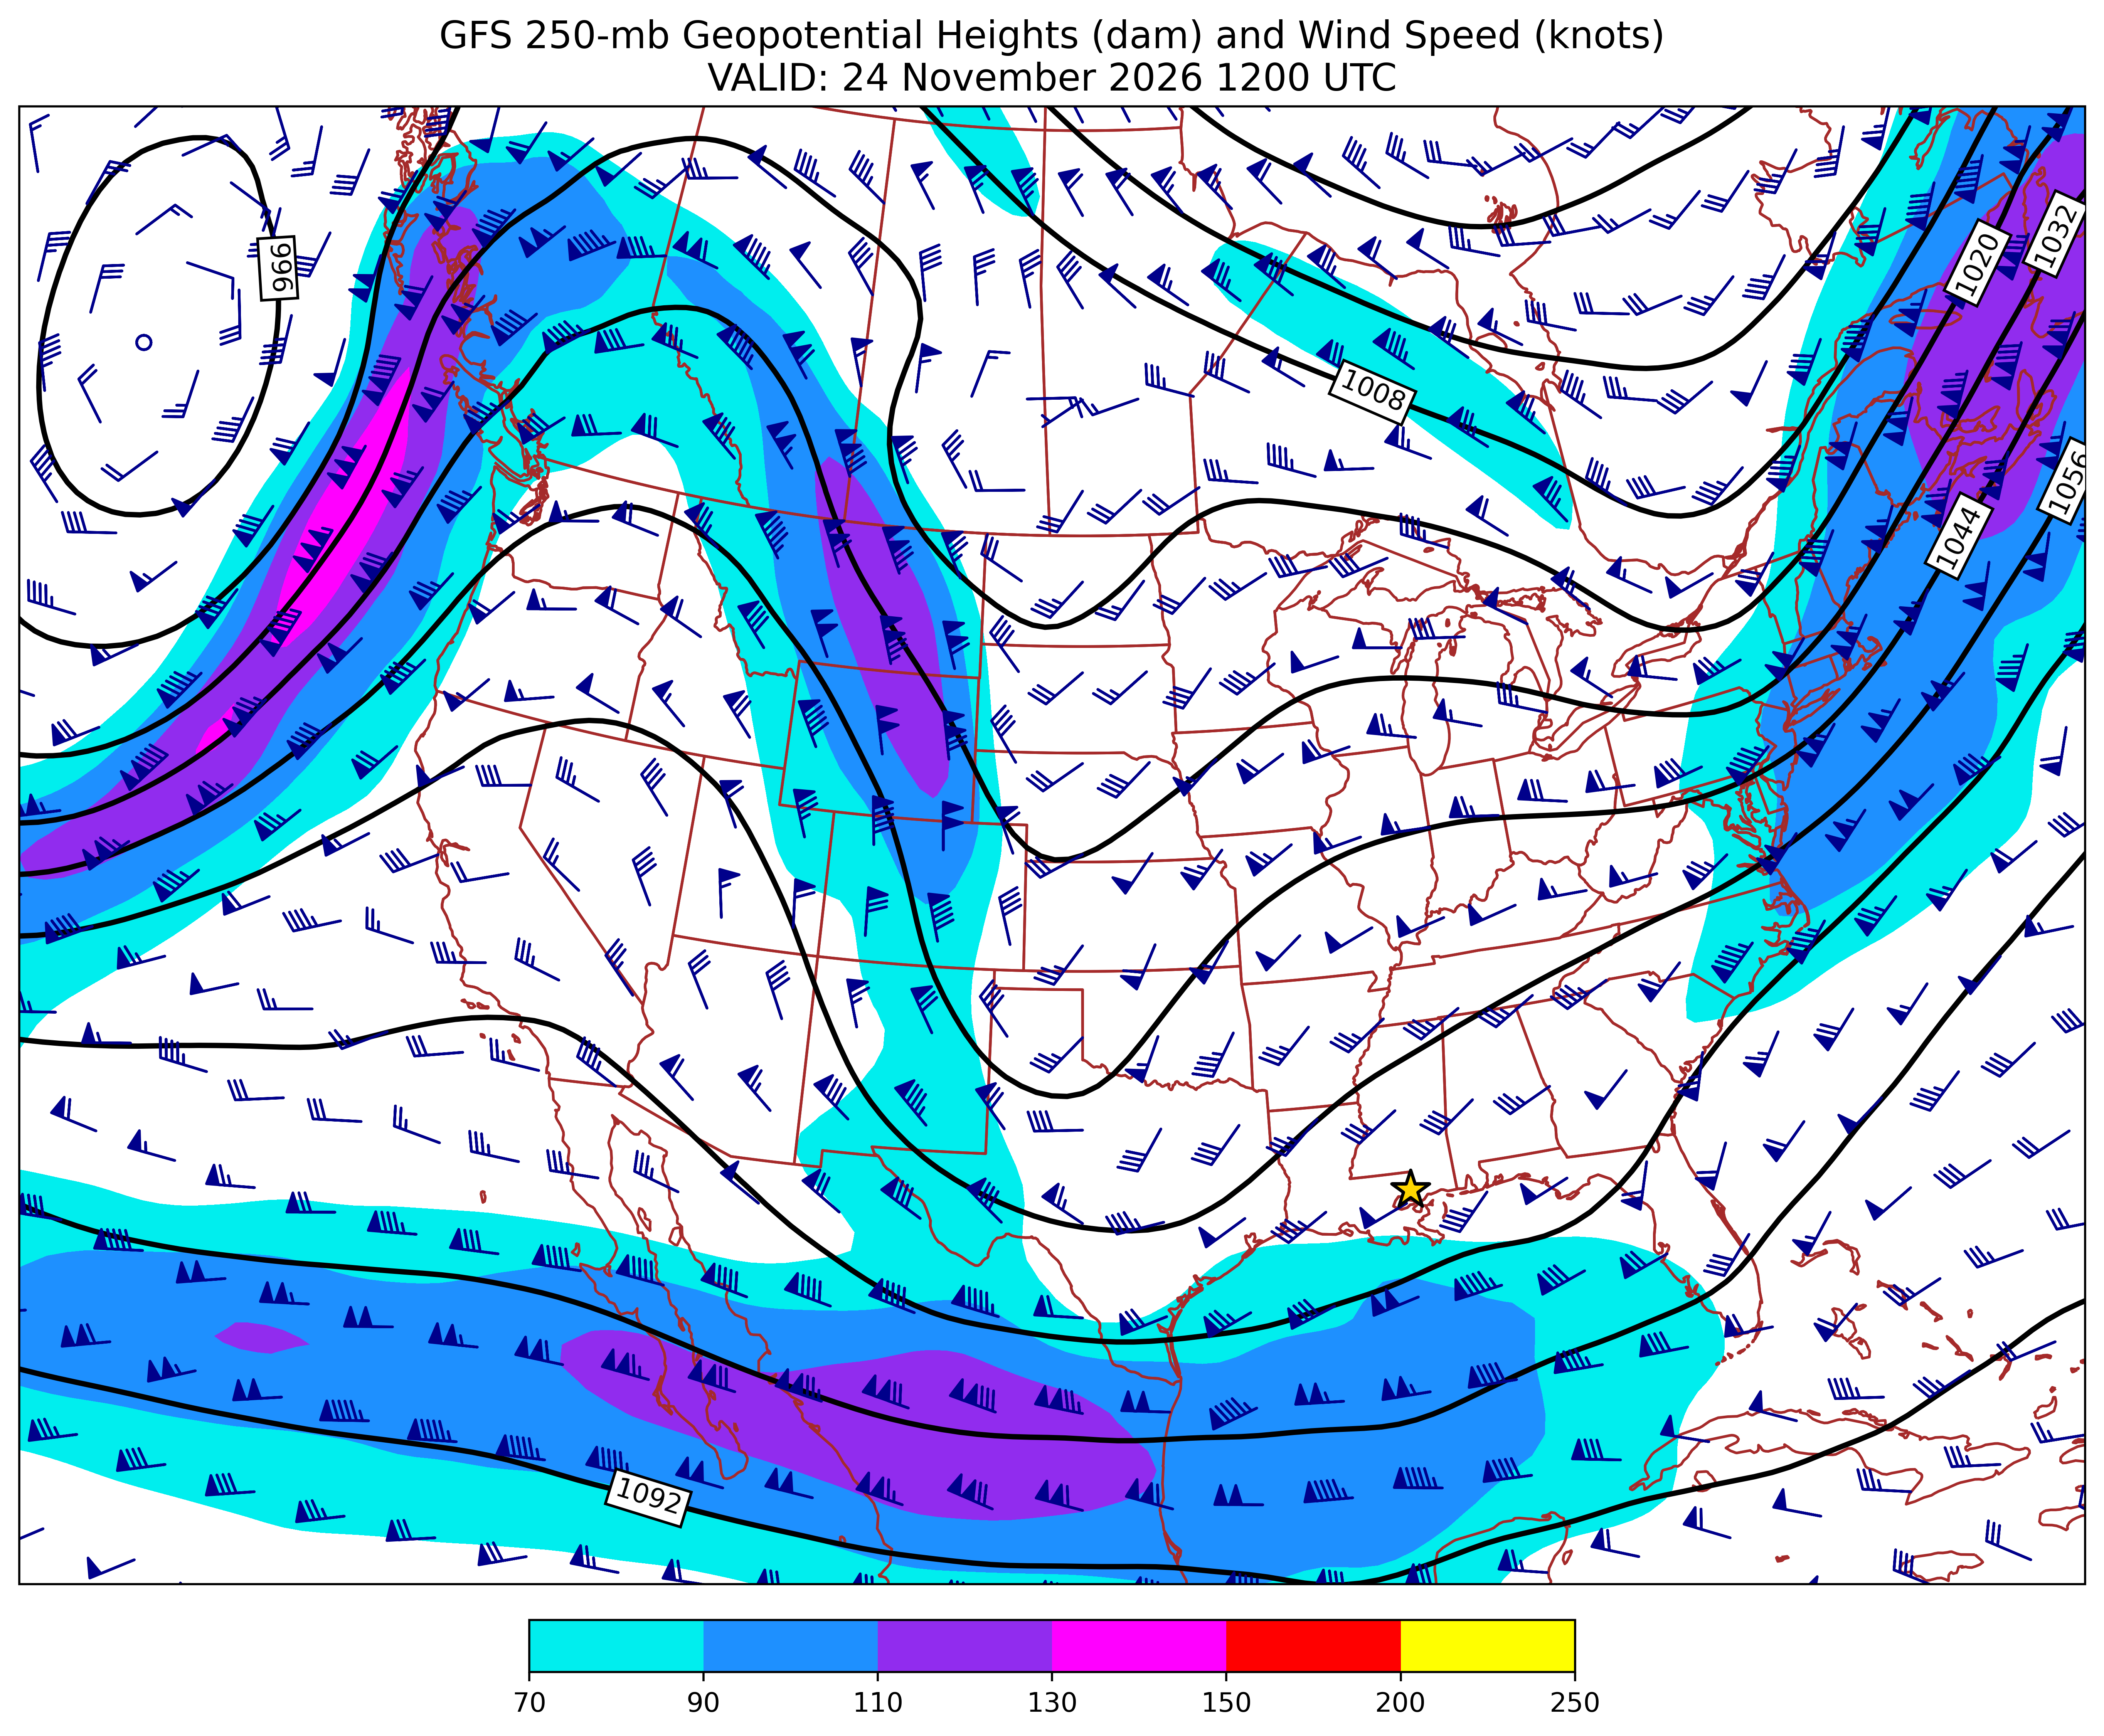 GFS 250-mb Geopotential Heights (dam) and Wind Speed (knots)
VALID: 24 November 2026 1200 UTC
966
1020
1032
1008
1056
1044
1092
70 90 110 130 150 200 250